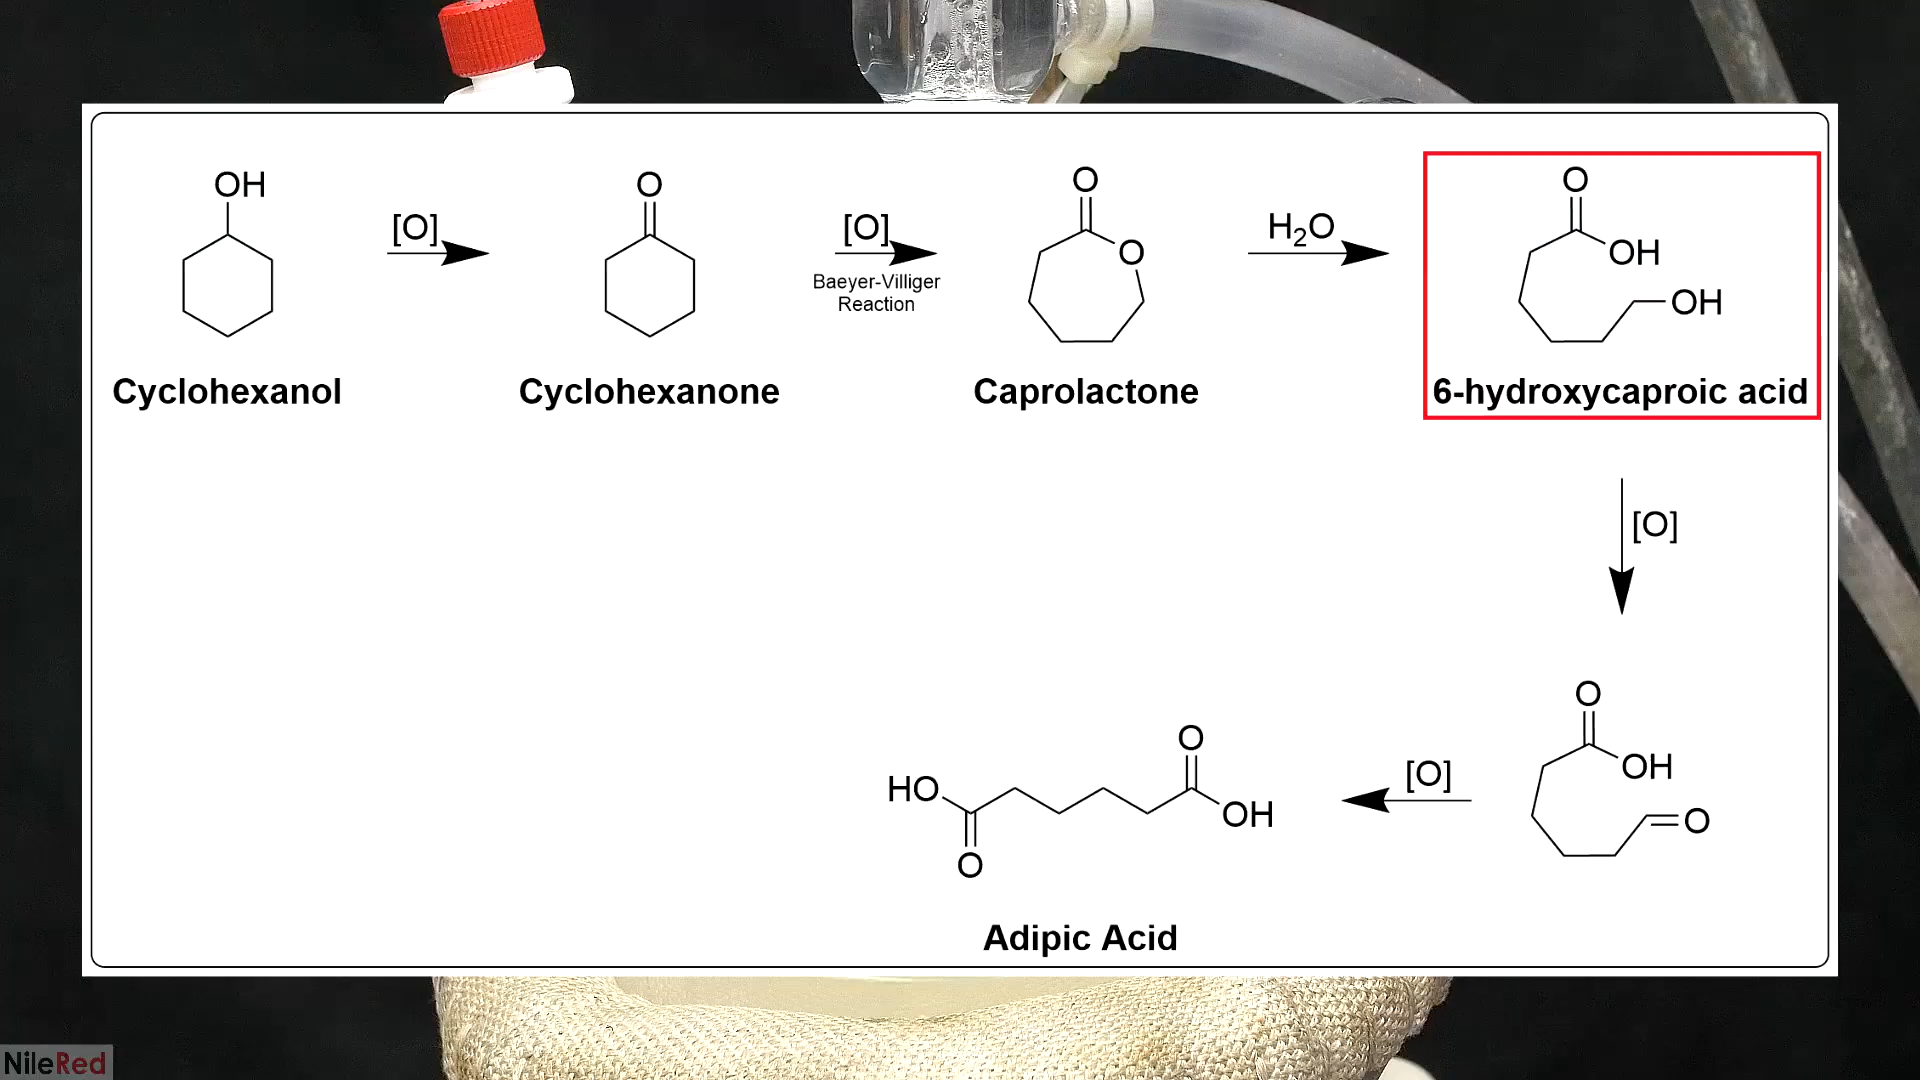 OH
O
O
O
[O]
[O]
H₂O
O
OH
OH
Baeyer-Villiger
Reaction
Cyclohexanol
Cyclohexanone
Caprolactone
6-hydroxycaproic acid
[O]
O
OH
O
[O]
O
HO
OH
O
Adipic Acid
NileRed